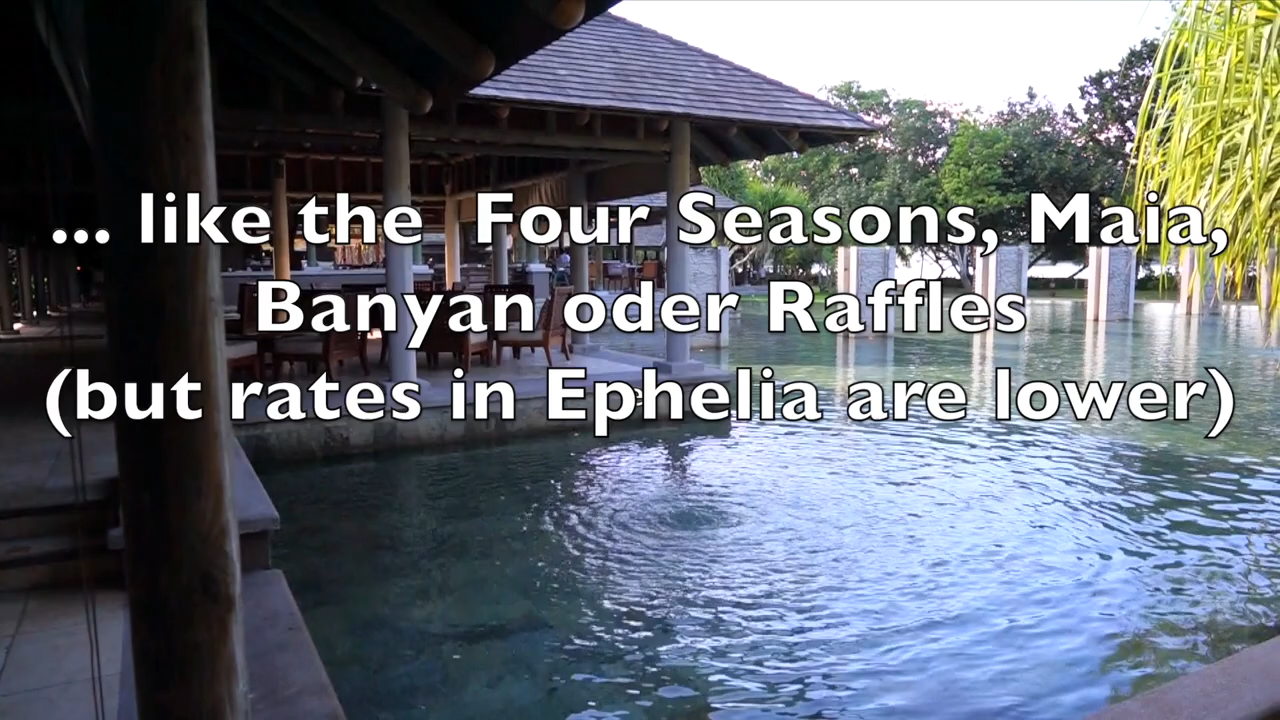 ... like the  Four Seasons, Maia,
Banyan oder Raffles
(but rates in Ephelia are lower)